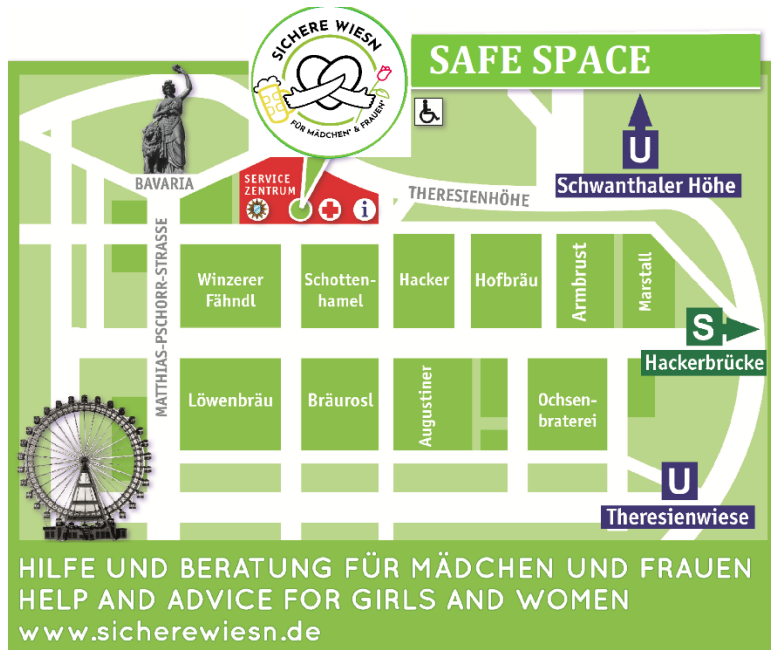 SICHERE WIESN
FÜR MÄDCHEN* & FRAUEN*
SAFE SPACE
U
Schwanthaler Höhe
BAVARIA
SERVICE
ZENTRUM
i
THERESIENHÖHE
MATTHIAS-PSCHORR-STRASSE
Winzerer
Fähndl
Schotten-
hamel
Hacker
Hofbräu
Armbrust
Marstall
S
Hackerbrücke
Löwenbräu
Bräurosl
Augustiner
Ochsen-
braterei
U
Theresienwiese
HILFE UND BERATUNG FÜR MÄDCHEN UND FRAUEN
HELP AND ADVICE FOR GIRLS AND WOMEN
www.sicherewiesn.de